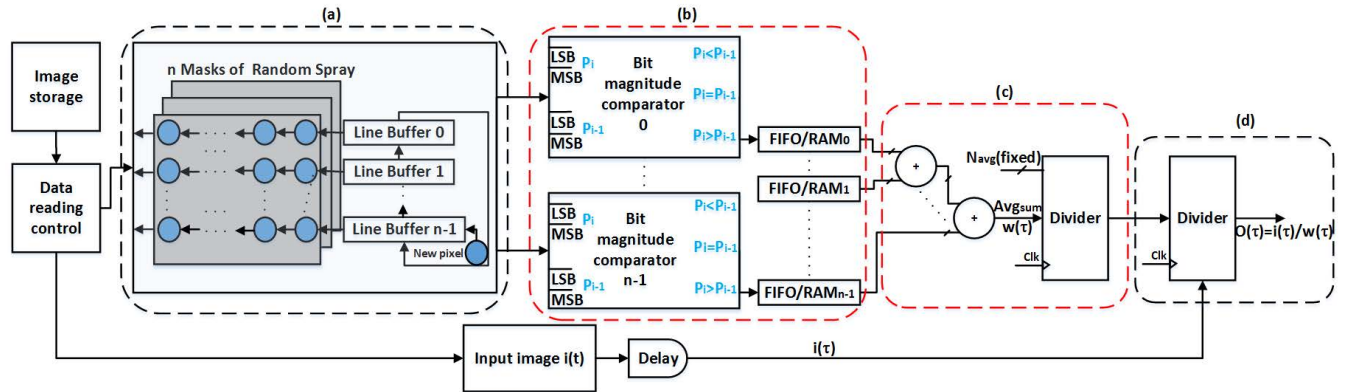 (a)
(b)
(c)
(d)
Image
storage
Data
reading
control
n Masks of Random Spray
Line Buffer 0
Line Buffer 1
Line Buffer n-1
New pixel
LSB
MSB
Pi
LSB
MSB
Pi-1
Bit
magnitude
comparator
0
Pi<Pi-1
Pi=Pi-1
Pi>Pi-1
LSB
MSB
Pi
LSB
MSB
Pi-1
Bit
magnitude
comparator
n-1
Pi<Pi-1
Pi=Pi-1
Pi>Pi-1
FIFO/RAM0
FIFO/RAM1
FIFO/RAMn-1
+
+
Navg(fixed)
Avgsum
w(τ)
Clk
Divider
Clk
Divider
O(τ)=i(τ)/w(τ)
Input image i(t)
Delay
i(τ)